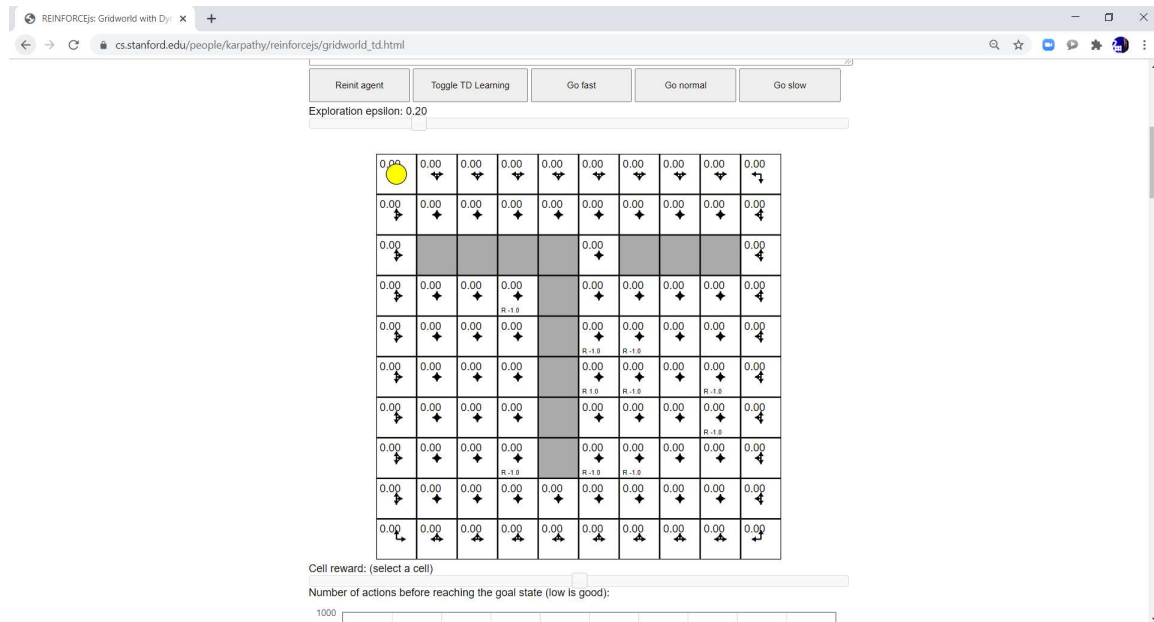 REINFORCEjs: Gridworld with Dy
cs.stanford.edu/people/karpathy/reinforcejs/gridworld_td.html
Reinit agent Toggle TD Learning Go fast Go normal Go slow
Exploration epsilon: 0.20
0.00 0.00 0.00 0.00 0.00 0.00 0.00 0.00 0.00 0.00
0.00 0.00 0.00 0.00 0.00 0.00 0.00 0.00 0.00 0.00
0.00 0.00 0.00
0.00 0.00 0.00 0.00 0.00 0.00 0.00 0.00 0.00
R -1.0
0.00 0.00 0.00 0.00 0.00 0.00 0.00 0.00 0.00
R -1.0 R -1.0
0.00 0.00 0.00 0.00 0.00 0.00 0.00 0.00 0.00
R 1.0 R -1.0 R -1.0
0.00 0.00 0.00 0.00 0.00 0.00 0.00 0.00 0.00
R -1.0
0.00 0.00 0.00 0.00 0.00 0.00 0.00 0.00 0.00
R -1.0 R -1.0 R -1.0
0.00 0.00 0.00 0.00 0.00 0.00 0.00 0.00 0.00 0.00
0.00 0.00 0.00 0.00 0.00 0.00 0.00 0.00 0.00 0.00
Cell reward: (select a cell)
Number of actions before reaching the goal state (low is good):
1000